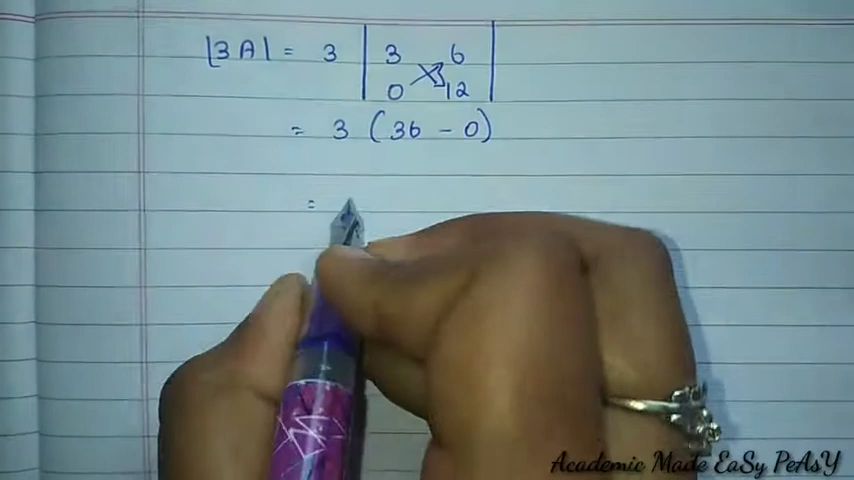 |3A| = 3 | 3 6 |
| 0 12 |
= 3 (36 - 0)
=
Academic Made EaSy PeAsY